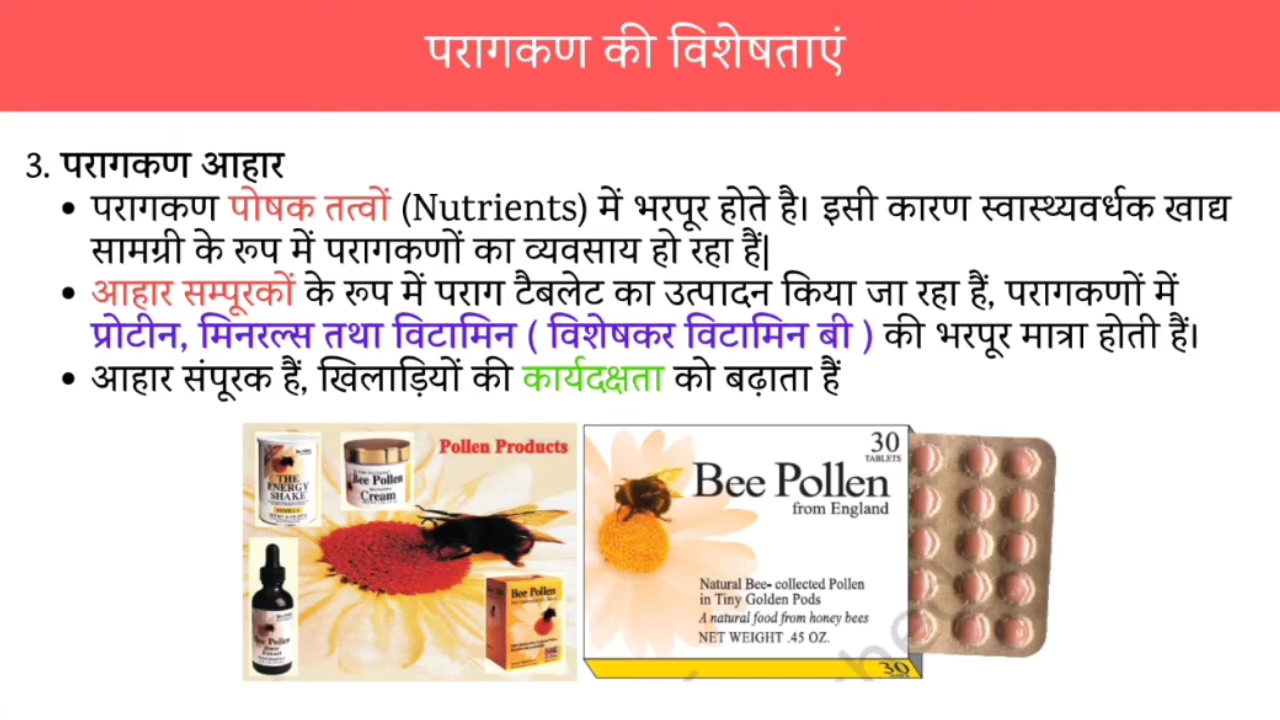 परागकण की विशेषताएं
3. परागकण आहार
• परागकण पोषक तत्वों (Nutrients) में भरपूर होते है। इसी कारण स्वास्थ्यवर्धक खाद्य
सामग्री के रूप में परागकणों का व्यवसाय हो रहा हैं|
• आहार सम्पूरकों के रूप में पराग टैबलेट का उत्पादन किया जा रहा हैं, परागकणों में
प्रोटीन, मिनरल्स तथा विटामिन ( विशेषकर विटामिन बी ) की भरपूर मात्रा होती हैं।
• आहार संपूरक हैं, खिलाड़ियों की कार्यदक्षता को बढ़ाता हैं
Pollen Products
THE
ENERGY
SHAKE
VANILLA
Bee Pollen
Cream
Bee Pollen
Bee Pollen
30
TABLETS
Bee Pollen
from England
Natural Bee- collected Pollen
in Tiny Golden Pods
A natural food from honey bees
NET WEIGHT .45 OZ.
30